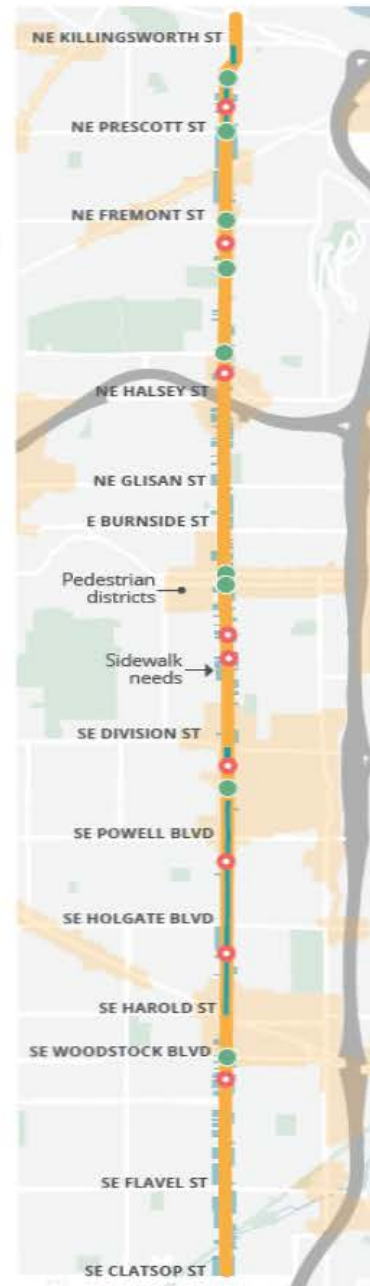 NE KILLINGSWORTH ST
NE PRESCOTT ST
NE FREMONT ST
NE HALSEY ST
NE GLISAN ST
E BURNSIDE ST
Pedestrian
districts
Sidewalk
needs
SE DIVISION ST
SE POWELL BLVD
SE HOLGATE BLVD
SE HAROLD ST
SE WOODSTOCK BLVD
SE FLAVEL ST
SE CLATSOP ST